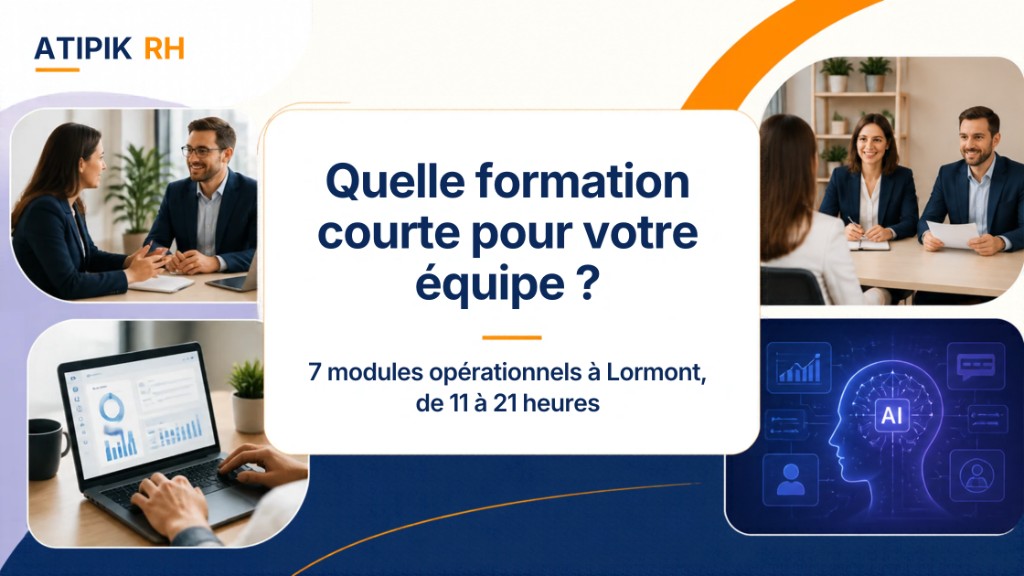 ATIPIK RH
Quelle formation
courte pour votre
équipe ?
7 modules opérationnels à Lormont,
de 11 à 21 heures
AI